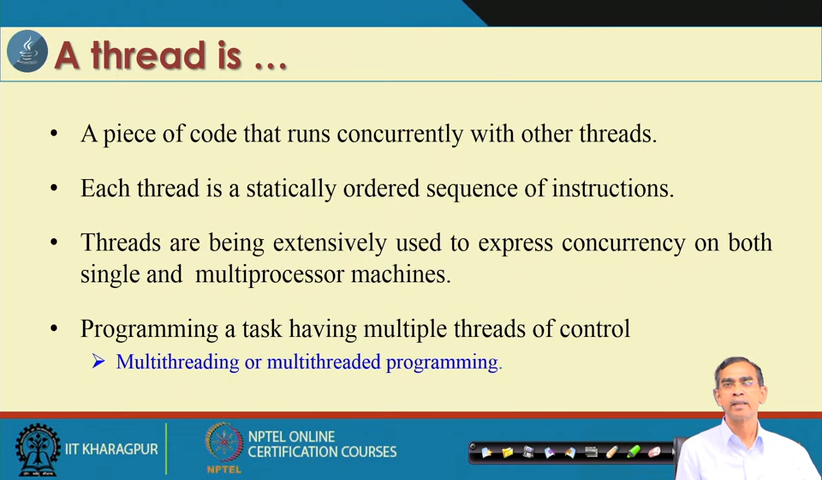 A thread is …
• A piece of code that runs concurrently with other threads.
• Each thread is a statically ordered sequence of instructions.
• Threads are being extensively used to express concurrency on both
single and multiprocessor machines.
• Programming a task having multiple threads of control
➢ Multithreading or multithreaded programming.
IIT KHARAGPUR
NPTEL
NPTEL ONLINE
CERTIFICATION COURSES